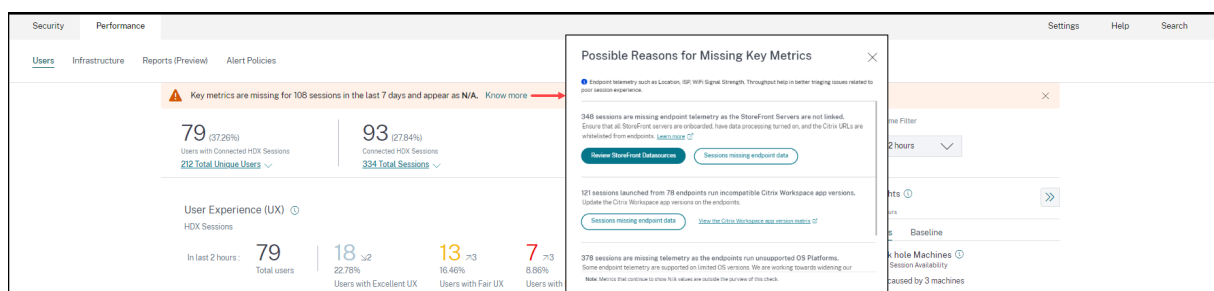 Security Performance Settings Help Search
Users Infrastructure Reports (Preview) Alert Policies
Key metrics are missing for 108 sessions in the last 7 days and appear as N/A. Know more
79 (37.26%)
Users with Connected HDX Sessions
212 Total Unique Users
93 (27.84%)
Connected HDX Sessions
334 Total Sessions
User Experience (UX)
HDX Sessions
In last 2 hours :
79
Total users
18 2
22.78%
Users with Excellent UX
13 3
16.46%
Users with Fair UX
7 3
8.86%
Users with
Possible Reasons for Missing Key Metrics
Endpoint telemetry such as Location, ISP, WiFi Signal Strength, Throughput help in better triaging issues related to
poor session experience.
348 sessions are missing endpoint telemetry as the StoreFront Servers are not linked.
Ensure that all StoreFront servers are onboarded, have data processing turned on, and the Citrix URLs are
whitelisted from endpoints. Learn more
Review StoreFront Datasources Sessions missing endpoint data
121 sessions launched from 78 endpoints run incompatible Citrix Workspace app versions.
Update the Citrix Workspace app versions on the endpoints.
Sessions missing endpoint data View the Citrix Workspace app version matrix
378 sessions are missing telemetry as the endpoints run unsupported OS Platforms.
Some endpoint telemetry are supported on limited OS versions. We are working towards widening our
Note: Metrics that continue to show N/A values are outside the purview of this check.
me Filter
2 hours
hts
urs
s Baseline
k hole Machines
Session Availability
caused by 3 machines